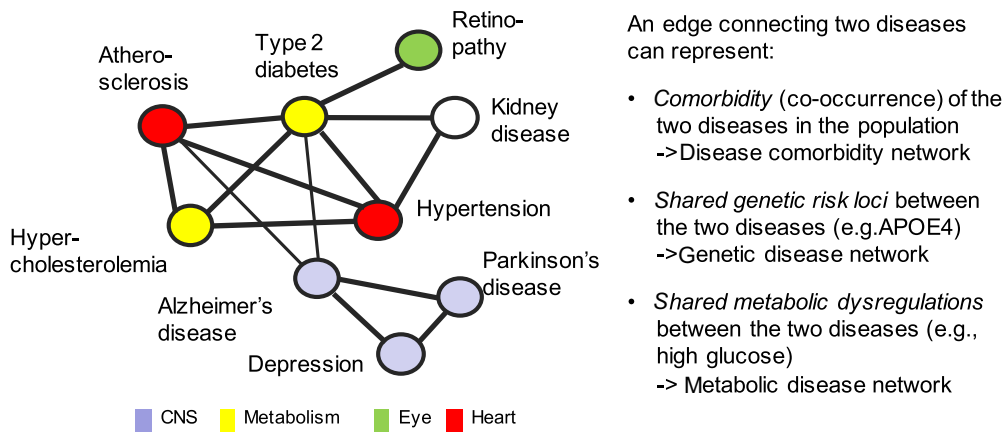 Athero-
sclerosis
Type 2
diabetes
Retino-
pathy
Kidney
disease
Hypertension
Hyper-
cholesterolemia
Alzheimer's
disease
Parkinson's
disease
Depression
CNS
Metabolism
Eye
Heart
An edge connecting two diseases
can represent:
• Comorbidity (co-occurrence) of the
two diseases in the population
->Disease comorbidity network
• Shared genetic risk loci between
the two diseases (e.g.APOE4)
->Genetic disease network
• Shared metabolic dysregulations
between the two diseases (e.g.,
high glucose)
-> Metabolic disease network